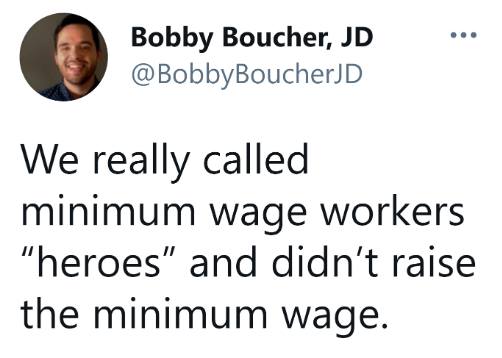 Bobby Boucher, JD
@BobbyBoucherJD
We really called
minimum wage workers
“heroes” and didn’t raise
the minimum wage.